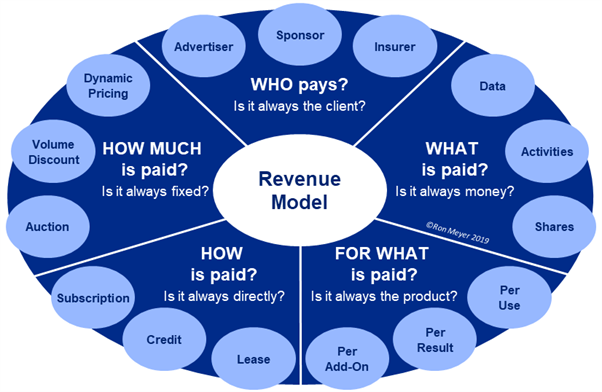 Advertiser
Sponsor
Insurer
WHO pays?
Is it always the client?
Data
Activities
Shares
WHAT
is paid?
Is it always money?
©Ron Meyer 2019
Per
Use
Per
Result
Per
Add-On
FOR WHAT
is paid?
Is it always the product?
HOW
is paid?
Is it always directly?
Lease
Credit
Subscription
HOW MUCH
is paid?
Is it always fixed?
Auction
Volume
Discount
Dynamic
Pricing
Revenue
Model